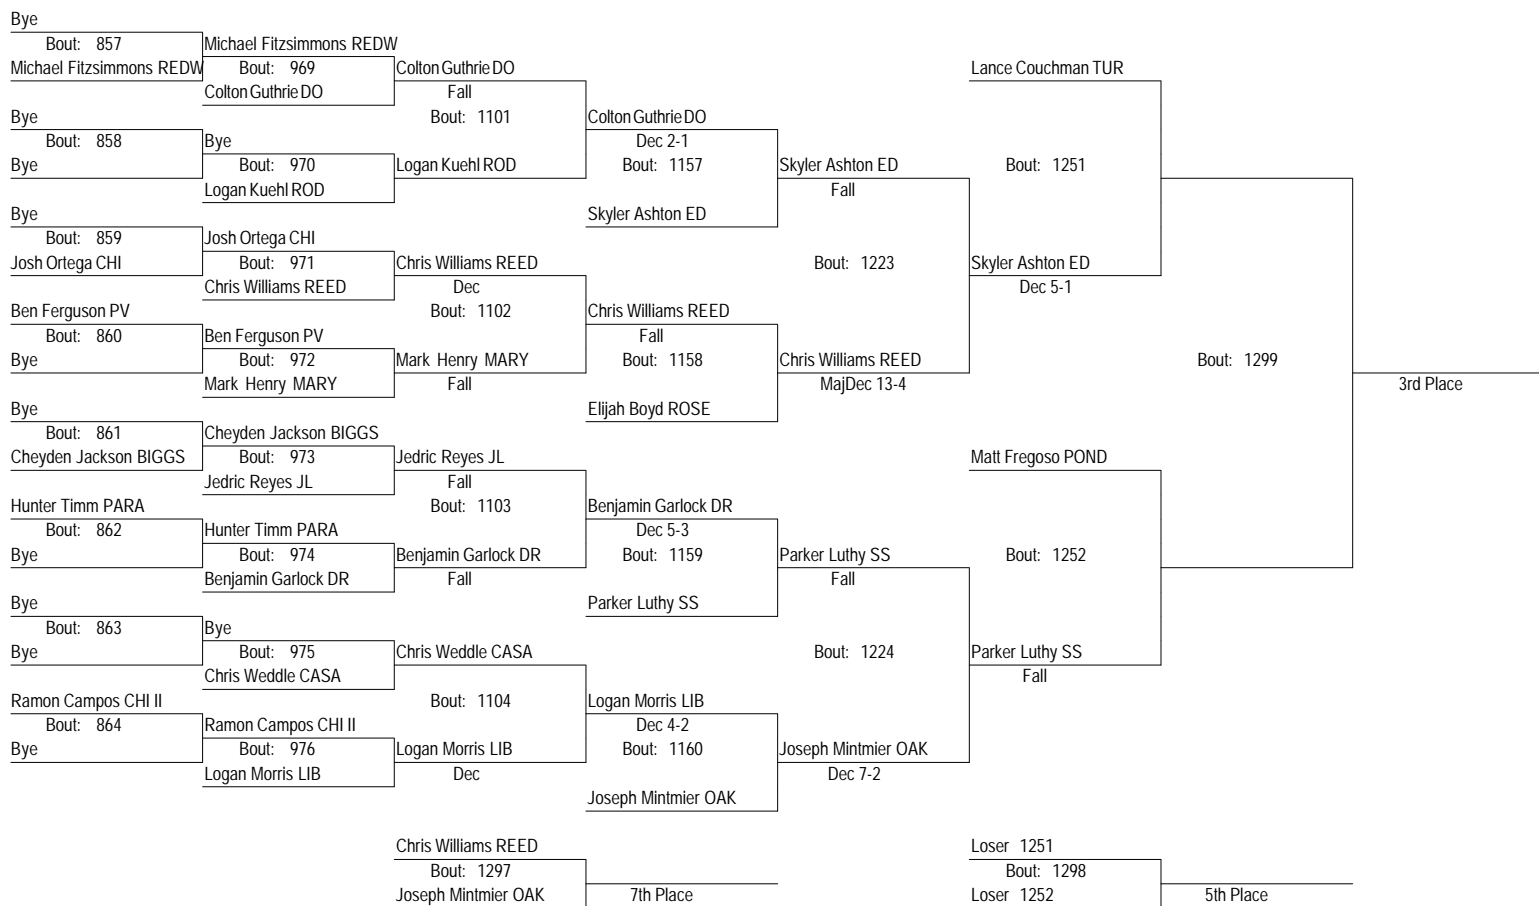 Bye
Bout: 857
Michael Fitzsimmons REDW
Michael Fitzsimmons REDW
Bout: 969
Colton Guthrie DO
Colton Guthrie DO
Fall
Lance Couchman TUR
Bye
Bout: 858
Bye
Bye
Bout: 970
Logan Kuehl ROD
Bout: 1101
Logan Kuehl ROD
Colton Guthrie DO
Dec 2-1
Bout: 1157
Skyler Ashton ED
Skyler Ashton ED
Fall
Bout: 1251
Bye
Bout: 859
Josh Ortega CHI
Josh Ortega CHI
Bout: 971
Chris Williams REED
Chris Williams REED
Dec
Bout: 1223
Skyler Ashton ED
Dec 5-1
Ben Ferguson PV
Bout: 860
Bye
Ben Ferguson PV
Bout: 972
Mark Henry MARY
Bout: 1102
Mark Henry MARY
Fall
Chris Williams REED
Fall
Bout: 1158
Elijah Boyd ROSE
Chris Williams REED
MajDec 13-4
Bout: 1299
3rd Place
Bye
Bout: 861
Cheyden Jackson BIGGS
Cheyden Jackson BIGGS
Bout: 973
Jedric Reyes JL
Jedric Reyes JL
Fall
Matt Fregoso POND
Hunter Timm PARA
Bout: 862
Bye
Hunter Timm PARA
Bout: 974
Benjamin Garlock DR
Bout: 1103
Benjamin Garlock DR
Fall
Benjamin Garlock DR
Dec 5-3
Bout: 1159
Parker Luthy SS
Parker Luthy SS
Fall
Bout: 1252
Bye
Bout: 863
Bye
Bye
Bout: 975
Chris Weddle CASA
Chris Weddle CASA
Bout: 1224
Parker Luthy SS
Fall
Ramon Campos CHI II
Bout: 864
Bye
Ramon Campos CHI II
Bout: 976
Logan Morris LIB
Bout: 1104
Logan Morris LIB
Dec
Logan Morris LIB
Dec 4-2
Bout: 1160
Joseph Mintmier OAK
Joseph Mintmier OAK
Dec 7-2
Chris Williams REED
Bout: 1297
Joseph Mintmier OAK
7th Place
Loser 1251
Bout: 1298
Loser 1252
5th Place